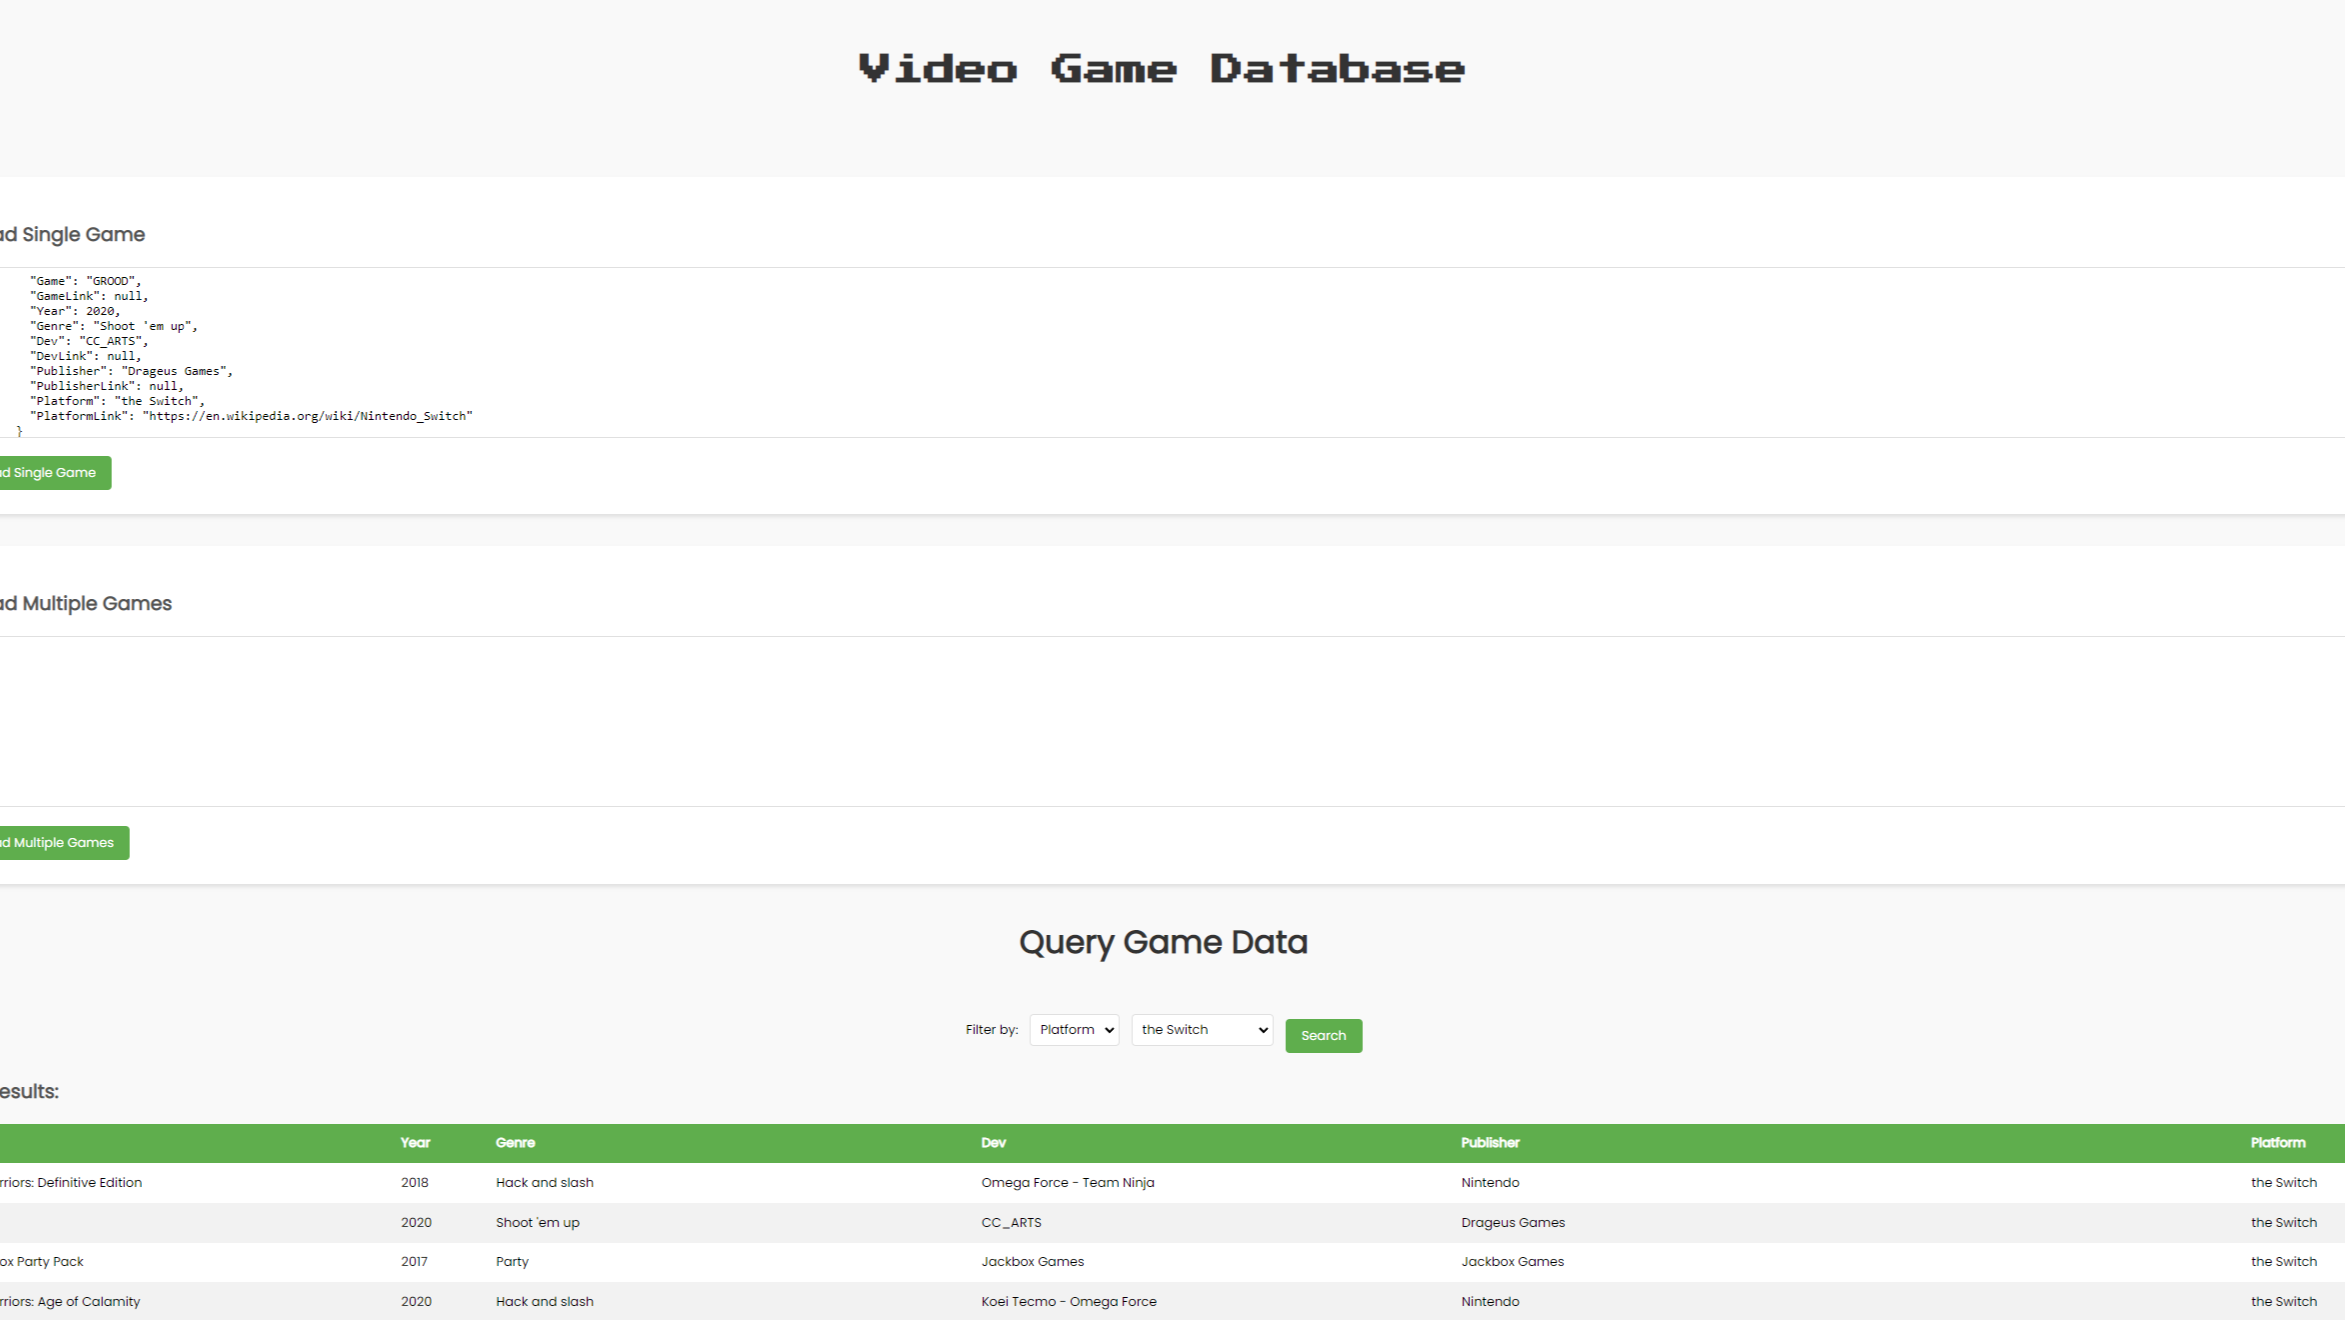 Video Game Database
ad Single Game
"Game": "GROOD",
"GameLink": null,
"Year": 2020,
"Genre": "Shoot 'em up",
"Dev": "CC_ARTS",
"DevLink": null,
"Publisher": "Drageus Games",
"PublisherLink": null,
"Platform": "the Switch",
"PlatformLink": "https://en.wikipedia.org/wiki/Nintendo_Switch"
}
ad Single Game
ad Multiple Games
ad Multiple Games
Query Game Data
Filter by: Platform the Switch Search
esults:
Year Genre Dev Publisher Platform
rriors: Definitive Edition 2018 Hack and slash Omega Force - Team Ninja Nintendo the Switch
2020 Shoot 'em up CC_ARTS Drageus Games the Switch
ox Party Pack 2017 Party Jackbox Games Jackbox Games the Switch
rriors: Age of Calamity 2020 Hack and slash Koei Tecmo - Omega Force Nintendo the Switch